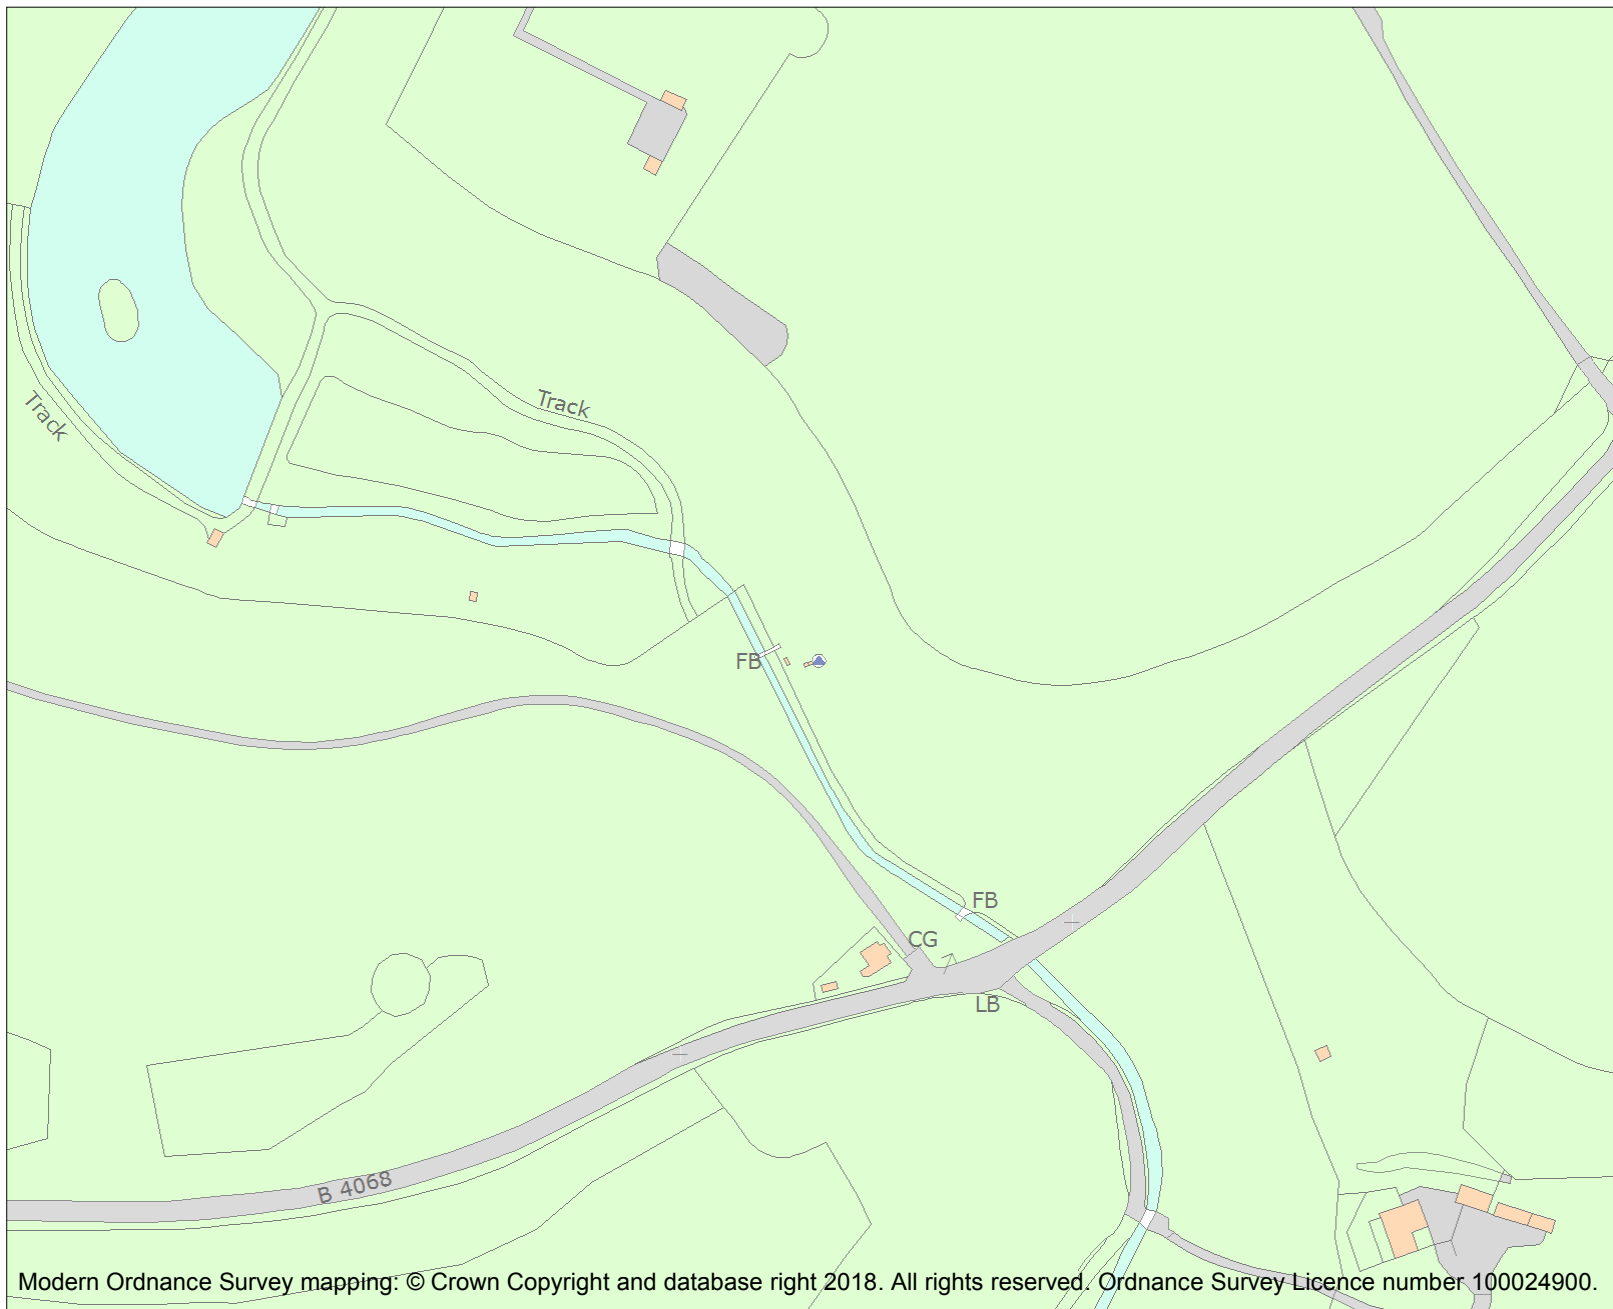 Track
Track
FB
FB
CG
LB
B 4068
Modern Ordnance Survey mapping: © Crown Copyright and database right 2018. All rights reserved. Ordnance Survey Licence number 100024900.